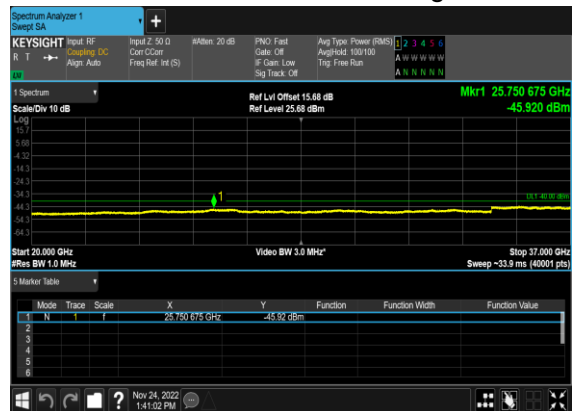 Spectrum Analyzer 1
Swept SA
+
KEYSIGHT Input: RF Input Z: 50 Ω #Atten: 20 dB PNO: Fast Avg Type: Power (RMS) 1 2 3 4 5 6
R T Coupling: DC Corr CCorr Gate: Off Avg|Hold: 100/100 A W W W W W
Align: Auto Freq Ref: Int (S) IF Gain: Low Trig: Free Run
Sig Track: Off A N N N N N
1 Spectrum Mkr1 25.750 675 GHz
Scale/Div 10 dB Ref Lvl Offset 15.68 dB -45.920 dBm
Ref Level 25.68 dBm
Log
15.7
5.68
-4.32
-14.3
-24.3
-34.3
1
-44.3
-54.3
-64.3
Start 20.000 GHz Video BW 3.0 MHz* Stop 37.000 GHz
#Res BW 1.0 MHz Sweep ~33.9 ms (40001 pts)
5 Marker Table
Mode Trace Scale X Y Function Function Width Function Value
1 N 1 f 25.750 675 GHz -45.92 dBm
2
3
4
5
6
? Nov 24, 2022
1:41:02 PM